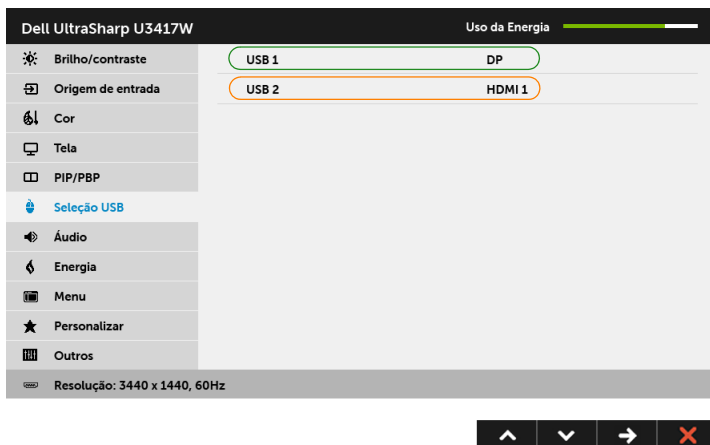 Dell UltraSharp U3417W
Uso da Energia
Brilho/contraste
USB 1 DP
Origem de entrada
USB 2 HDMI 1
Cor
Tela
PIP/PBP
Seleção USB
Áudio
Energia
Menu
Personalizar
Outros
Resolução: 3440 x 1440, 60Hz